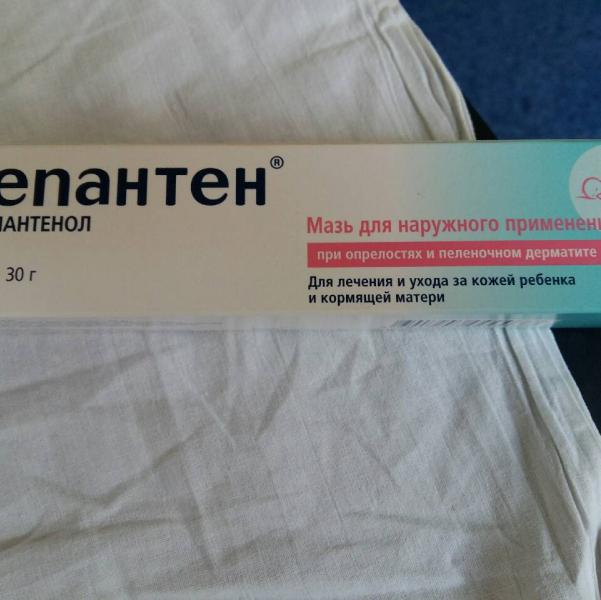 епантен®
ПАНТЕНОЛ
30 г
Мазь для наружного применени
при опрелостях и пеленочном дерматите
Для лечения и ухода за кожей ребенка
и кормящей матери